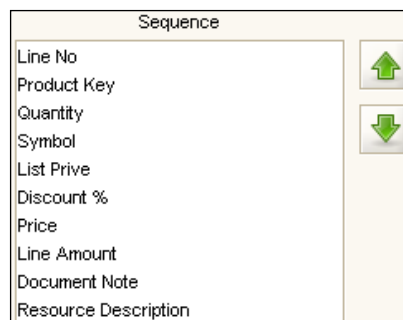 Sequence
Line No
Product Key
Quantity
Symbol
List Prive
Discount %
Price
Line Amount
Document Note
Resource Description